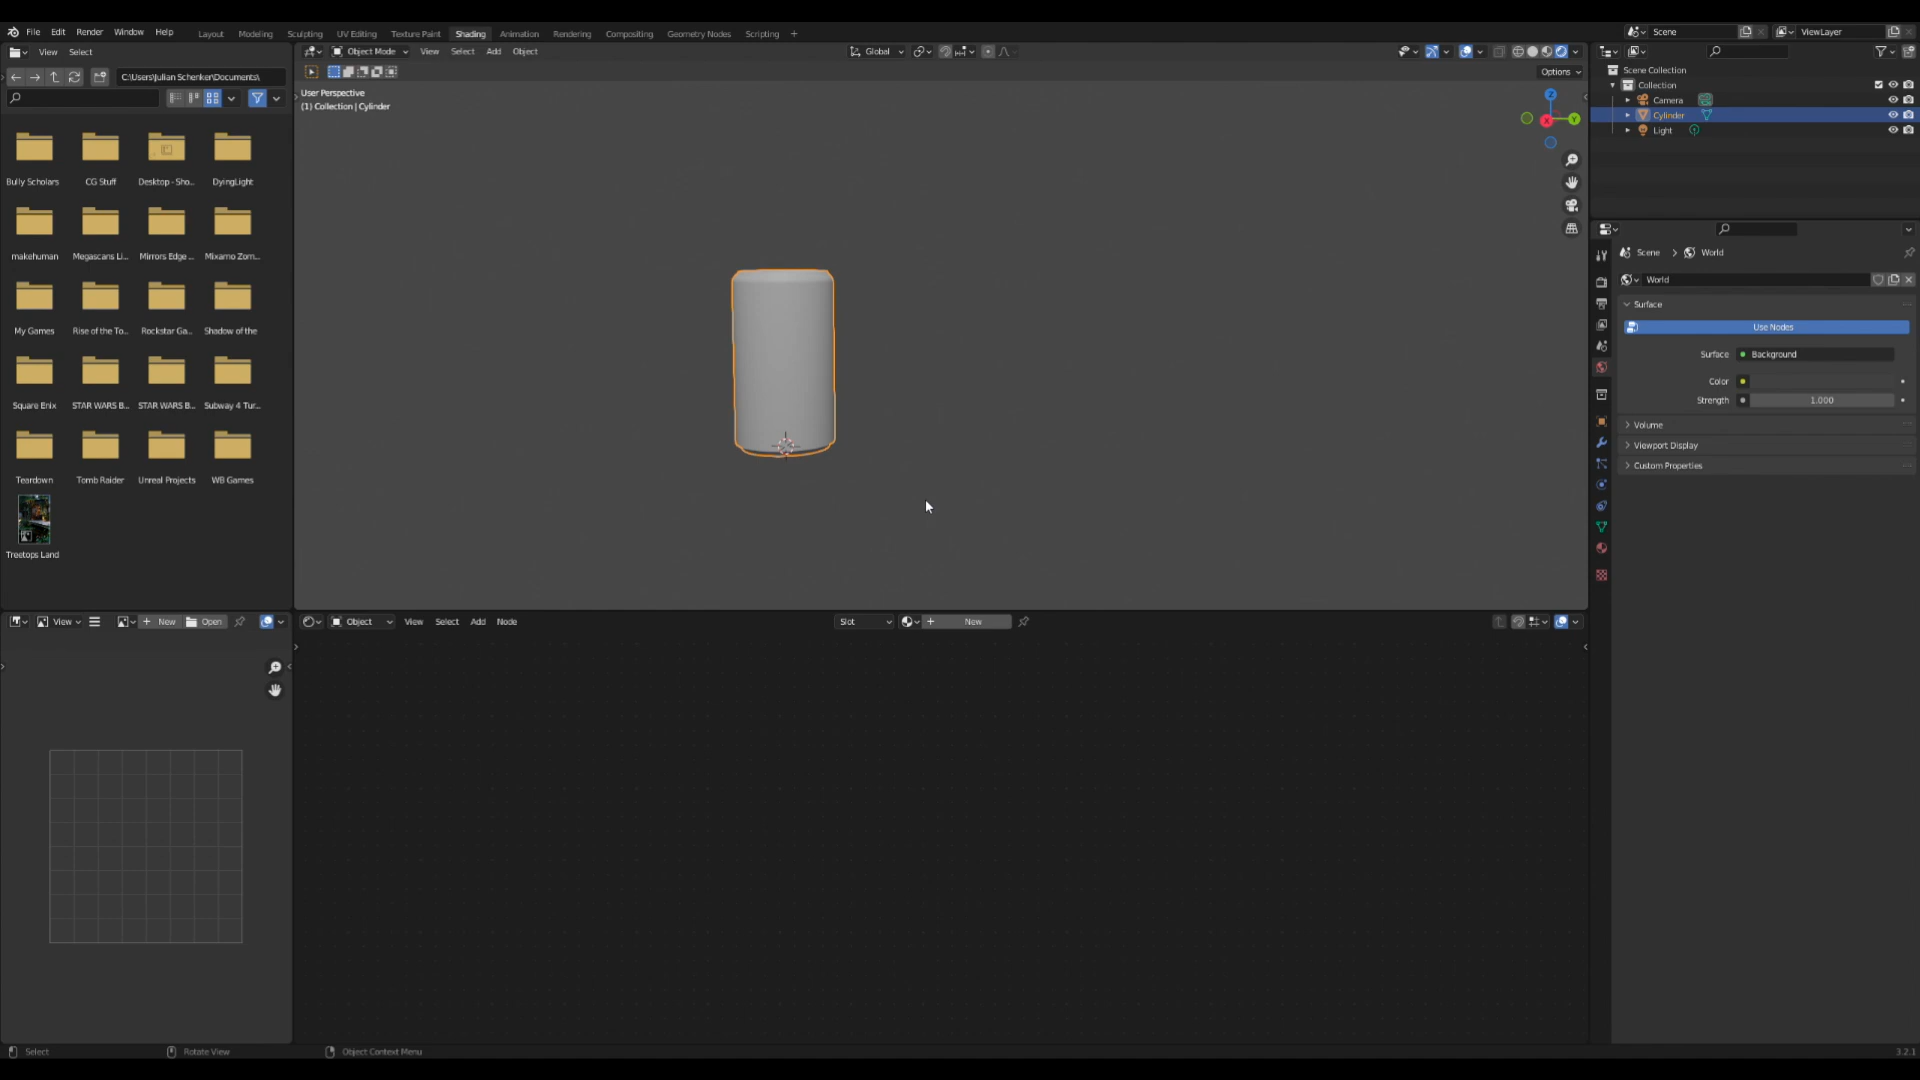 File Edit Render Window Help
Layout Modeling Sculpting UV Editing Texture Paint Shading Animation Rendering Compositing Geometry Nodes Scripting +
Scene
ViewLayer
View Select
Object Mode View Select Add Object
Global
C:\Users\Julian Schenker\Documents\
Options
User Perspective
(1) Collection | Cylinder
Z
Y
X
Bully Scholars CG Stuff Desktop - Sho... DyingLight
makehuman Megascans Li... Mirrors Edge ... Mixamo Zom...
My Games Rise of the To... Rockstar Ga... Shadow of the
Square Enix STAR WARS B... STAR WARS B... Subway 4 Tur...
Teardown Tomb Raider Unreal Projects WB Games
Treetops Land
Scene Collection
Collection
Camera
Cylinder
Light
Scene > World
World
Surface
Use Nodes
Surface Background
Color
Strength 1.000
Volume
Viewport Display
Custom Properties
View + New Open
Object View Select Add Node
Slot
+ New
Select
Rotate View
Object Context Menu
3.2.1